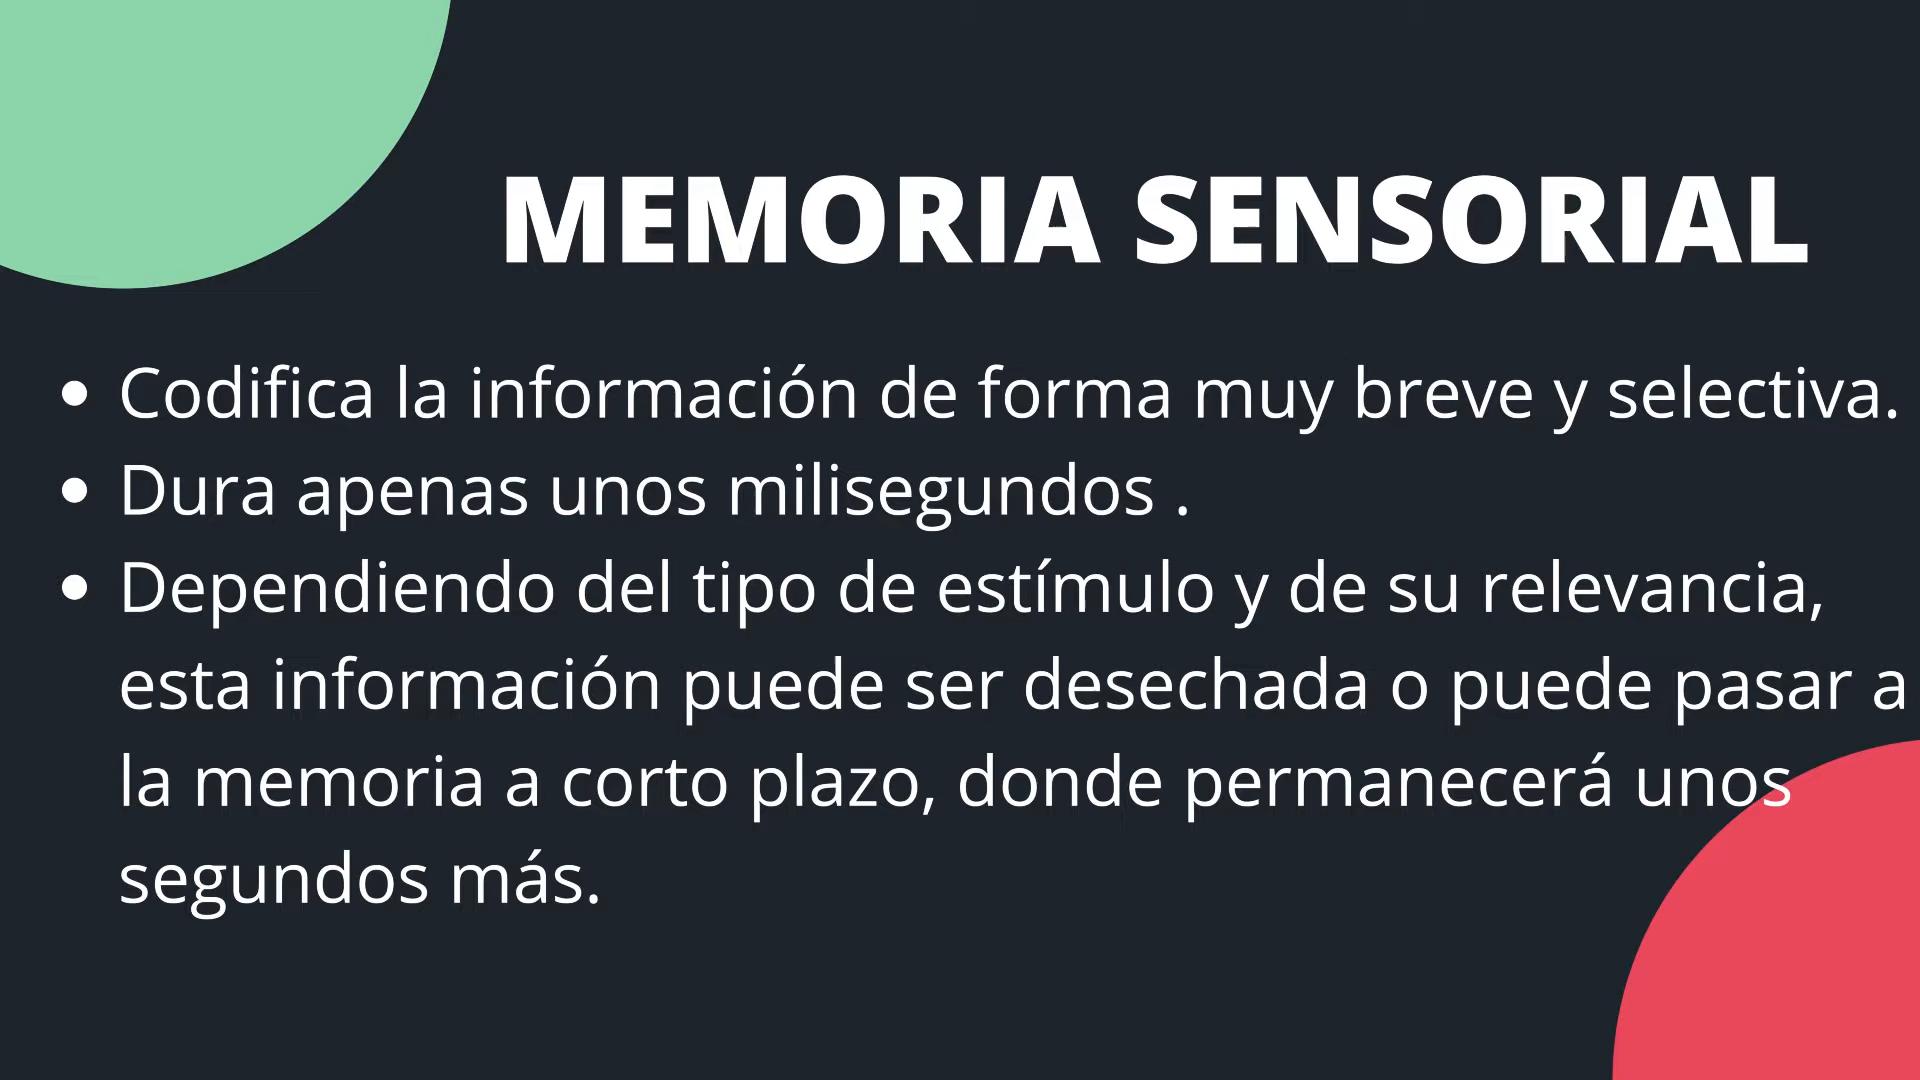 MEMORIA SENSORIAL
• Codifica la información de forma muy breve y selectiva.
• Dura apenas unos milisegundos .
• Dependiendo del tipo de estímulo y de su relevancia,
esta información puede ser desechada o puede pasar a
la memoria a corto plazo, donde permanecerá unos
segundos más.